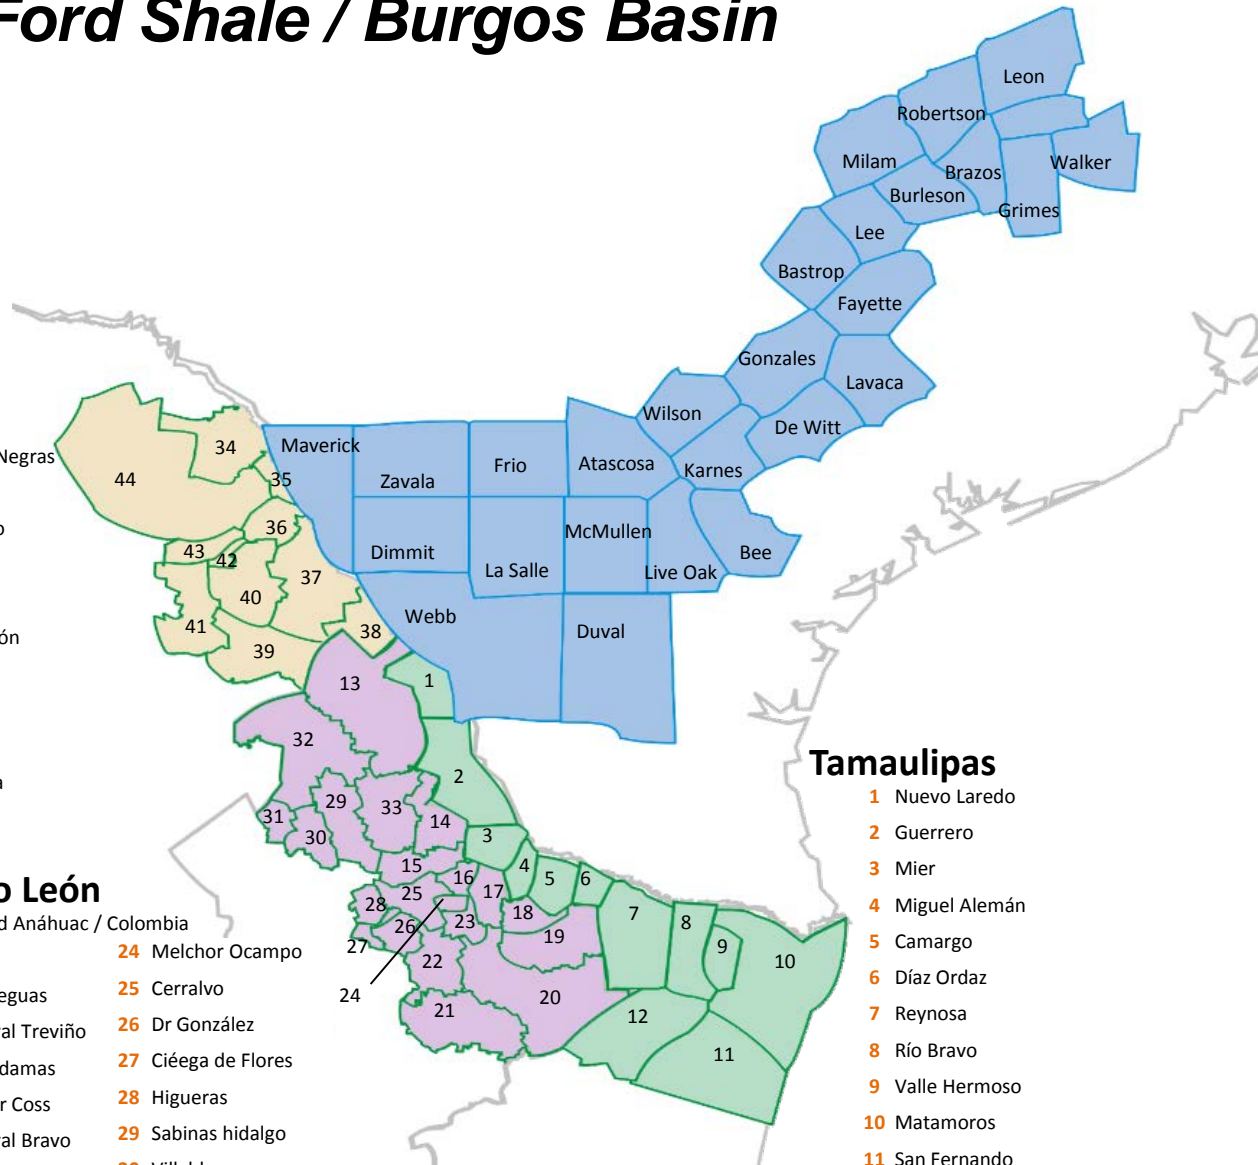 Ford Shale / Burgos Basin
Leon
Robertson
Milam
Brazos
Walker
Burleson
Grimes
Lee
Bastrop
Fayette
Gonzales
Lavaca
Wilson
De Witt
Maverick
Zavala
Frio
Atascosa
Karnes
McMullen
Dimmit
La Salle
Live Oak
Bee
Webb
Duval
34
44
35
36
43
42
37
40
41
38
39
13
1
32
2
29
33
31
30
14
3
15
4
16
5
6
25
17
28
18
7
8
23
26
19
9
27
22
10
24
20
21
12
11
Negras
León
d Anáhuac / Colombia
24 Melchor Ocampo
25 Cerralvo
26 Dr González
27 Ciéega de Flores
28 Higueras
29 Sabinas hidalgo
eguas
al Treviño
damas
r Coss
al Bravo
Tamaulipas
1 Nuevo Laredo
2 Guerrero
3 Mier
4 Miguel Alemán
5 Camargo
6 Díaz Ordaz
7 Reynosa
8 Río Bravo
9 Valle Hermoso
10 Matamoros
11 San Fernando